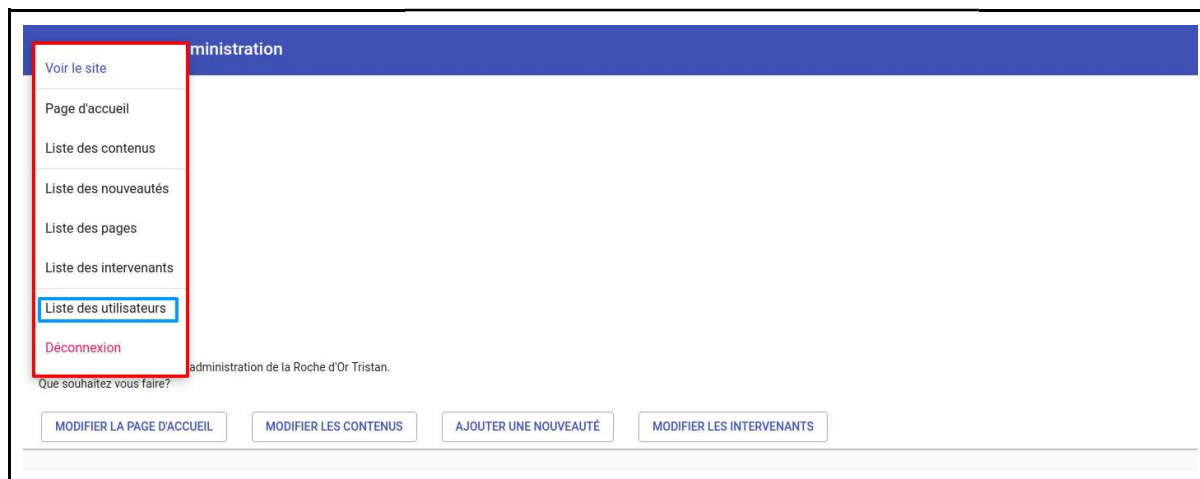 ministration
Voir le site
Page d'accueil
Liste des contenus
Liste des nouveautés
Liste des pages
Liste des intervenants
Liste des utilisateurs
Déconnexion
administration de la Roche d'Or Tristan.
Que souhaitez vous faire?
MODIFIER LA PAGE D'ACCUEIL MODIFIER LES CONTENUS AJOUTER UNE NOUVEAUTÉ MODIFIER LES INTERVENANTS